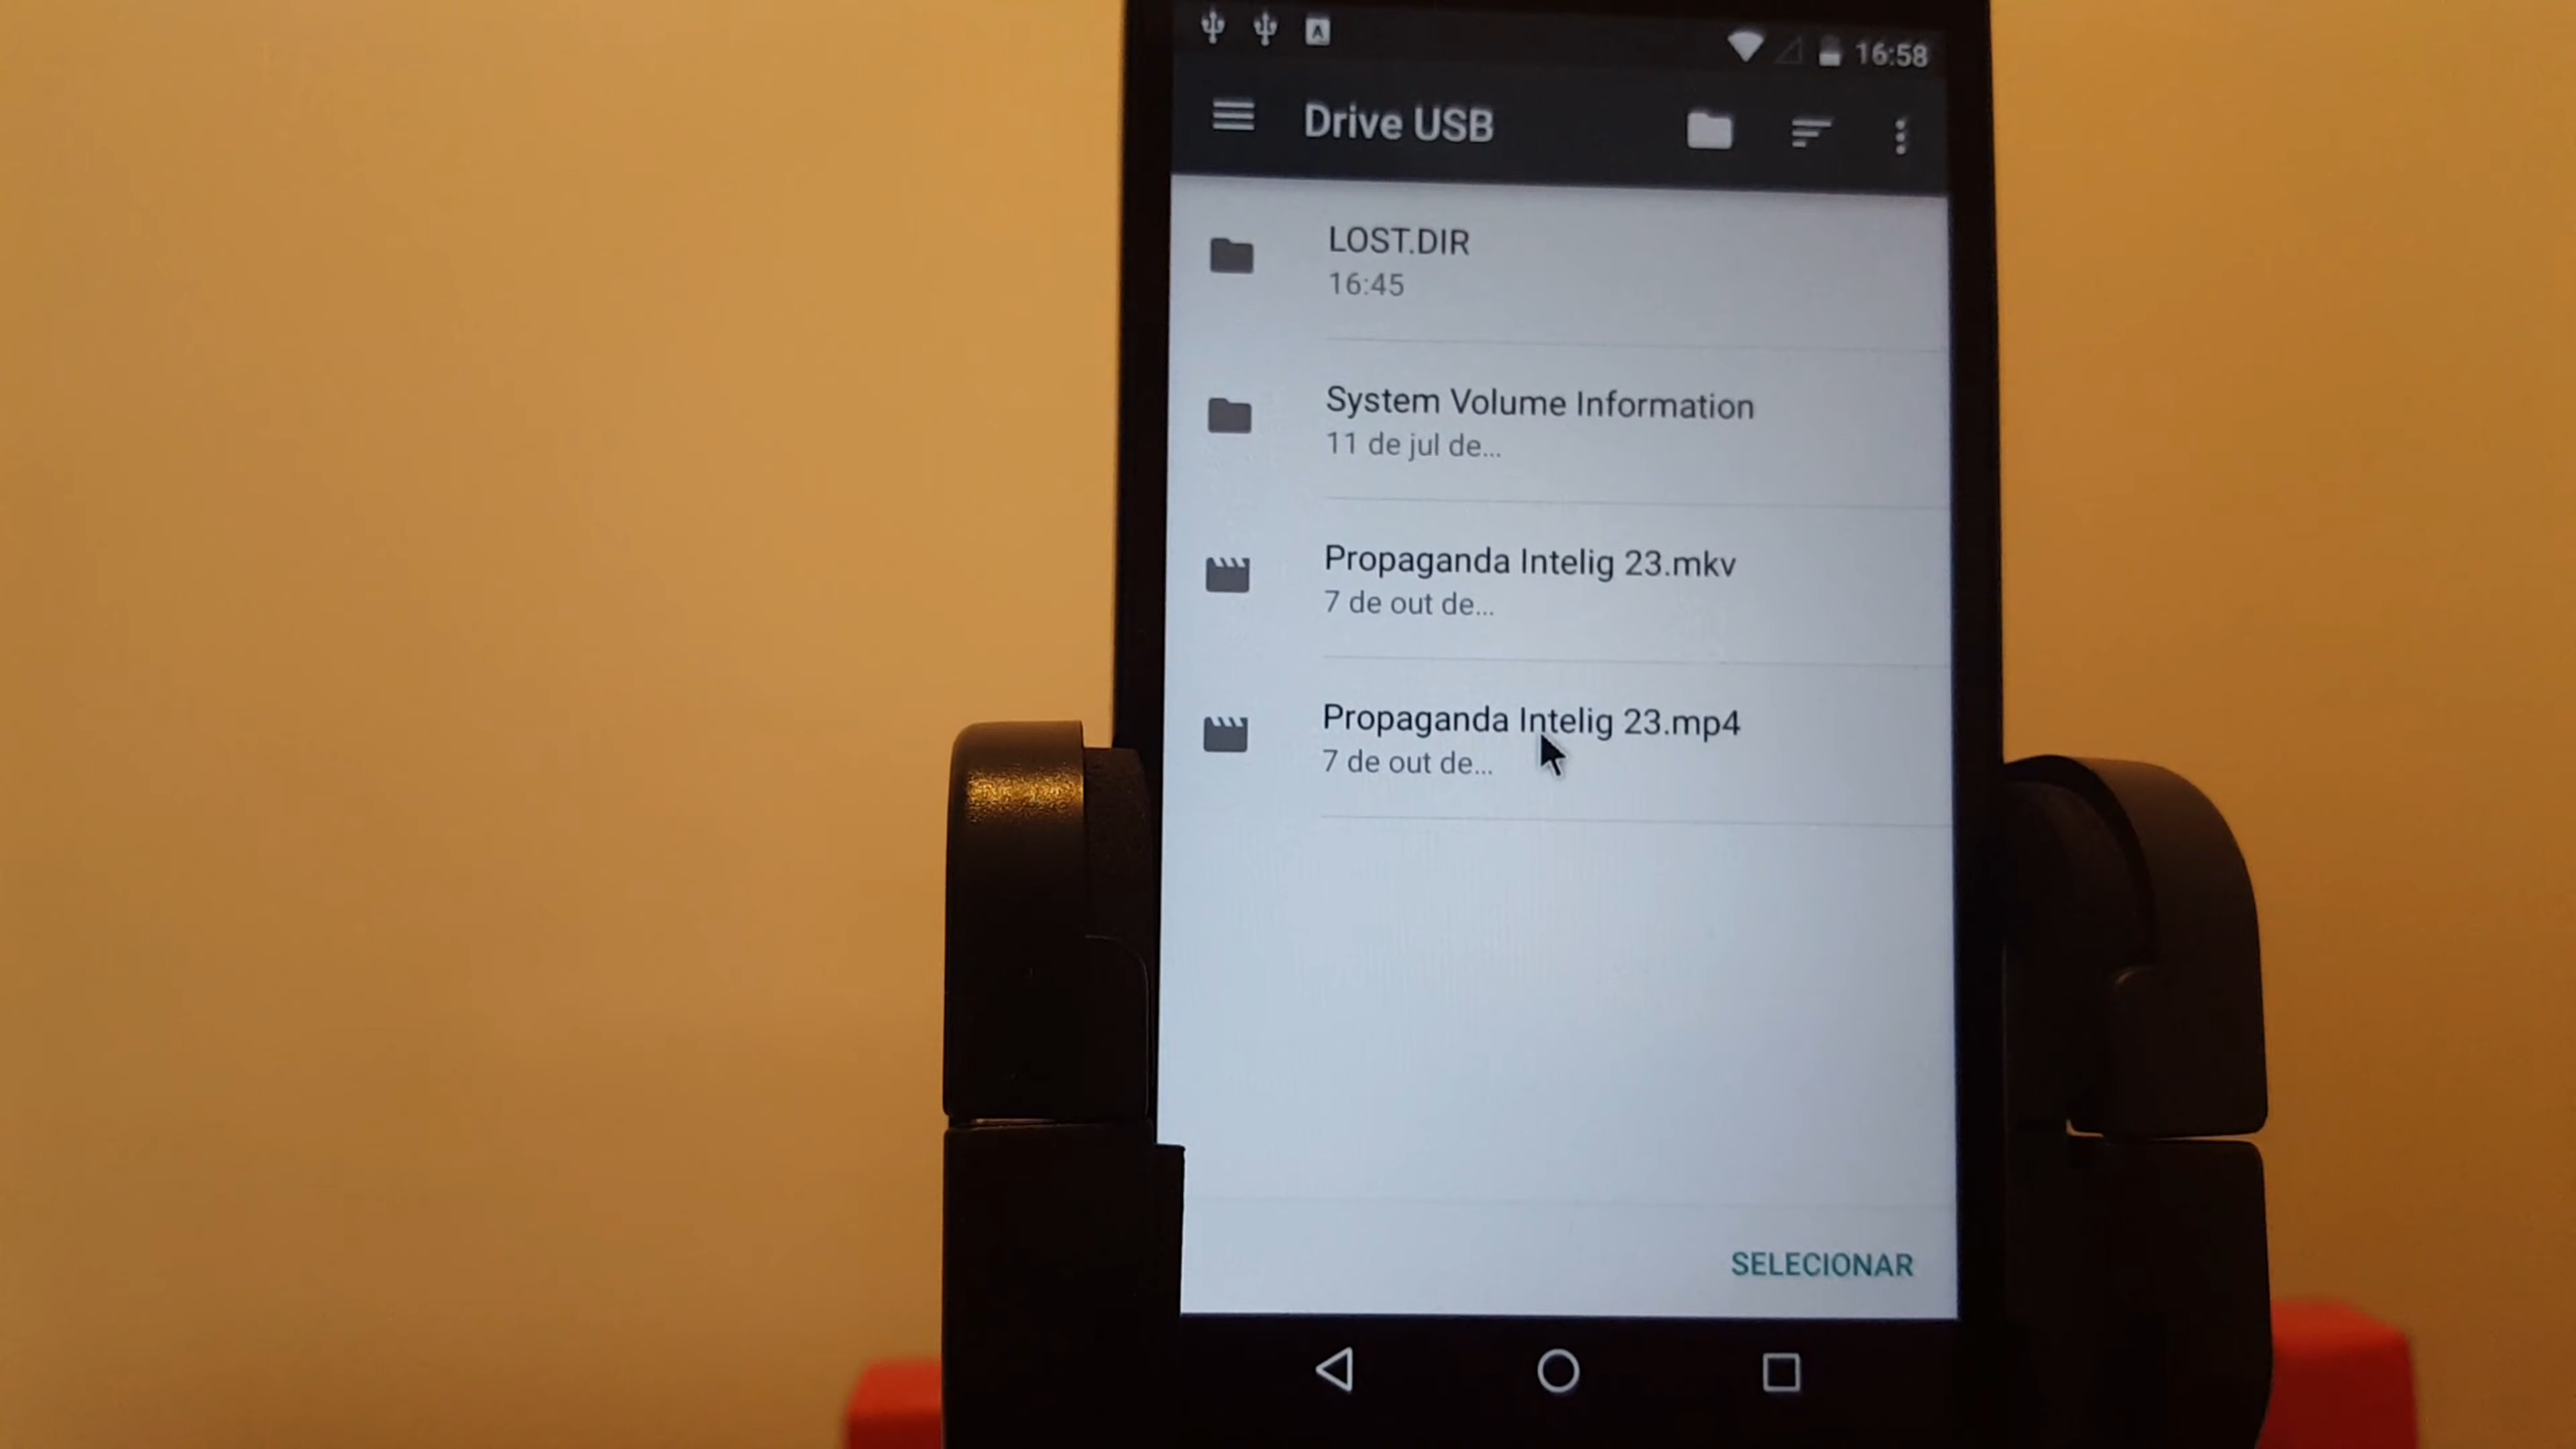 A
16:58
Drive USB
LOST.DIR
16:45
System Volume Information
11 de jul de...
Propaganda Intelig 23.mkv
7 de out de...
Propaganda Intelig 23.mp4
7 de out de...
SELECIONAR